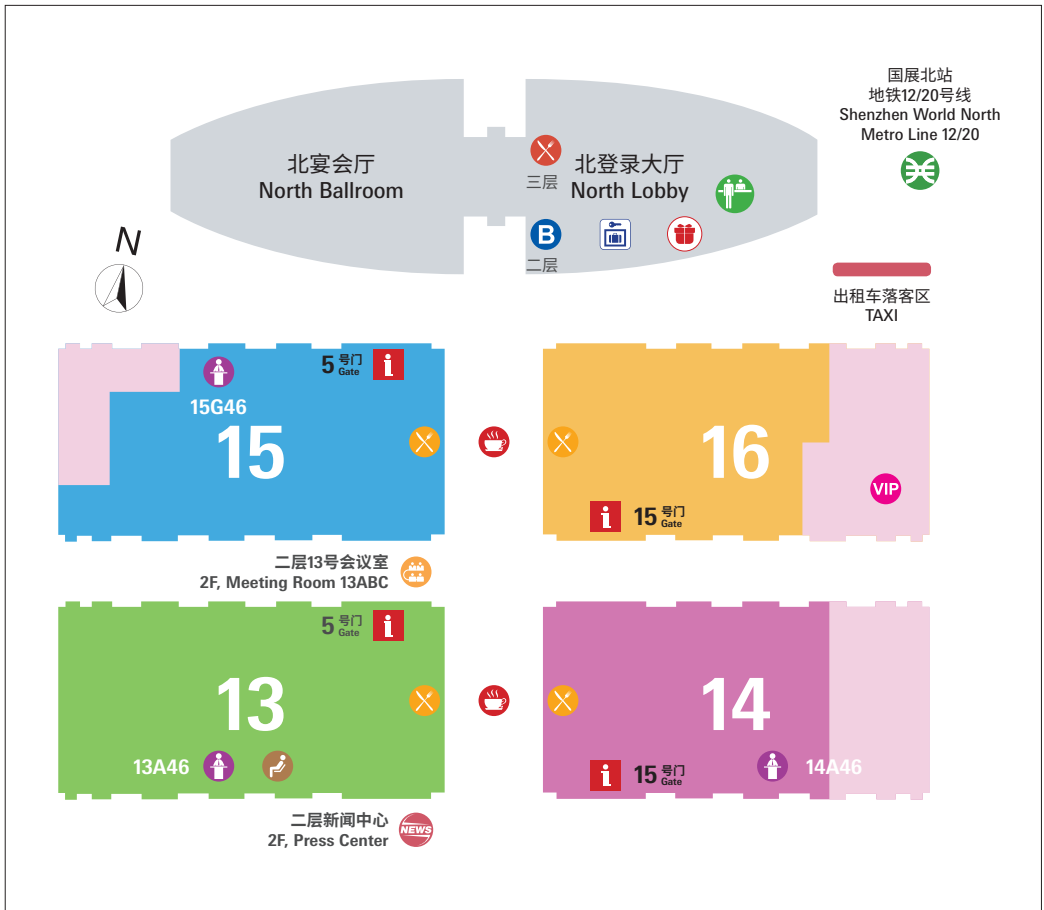 国展北站
地铁12/20号线
Shenzhen World North
Metro Line 12/20
北宴会厅
North Ballroom
三层
北登录大厅
North Lobby
B
二层
N
出租车落客区
TAXI
5 号门
Gate
i
15G46
15
16
VIP
i
15 号门
Gate
二层13号会议室
2F, Meeting Room 13ABC
5 号门
Gate
i
13
14
13A46
i
15 号门
Gate
14A46
二层新闻中心
2F, Press Center
NEWS